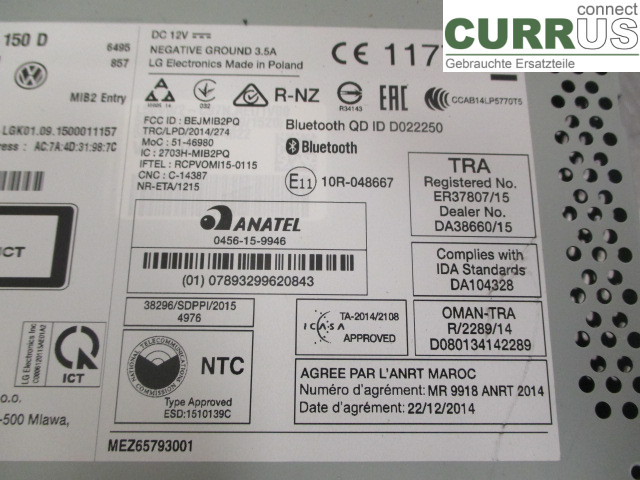 connect
CURRUS
Gebrauchte Ersatzteile
150 D
6495
857
MIB2 Entry
LGK01.09.1500011157
ress : AC:7A:4D:31:98:7C
DC 12V
NEGATIVE GROUND 3.5A
LG Electronics Made in Poland
CE 117
R-NZ
R34143
EAC
CCAB14LP5770T5
FCC ID : BEJMIB2PQ
TRC/LPD/2014/274
MoC : 51-46980
IC : 2703H-MIB2PQ
IFTEL : RCPVOMI15-0115
CNC : C-14387
NR-ETA/1215
Bluetooth QD ID D022250
Bluetooth
E11 10R-048667
TRA
Registered No.
ER37807/15
Dealer No.
DA38660/15
ANATEL
0456-15-9946
(01) 07893299620843
Complies with
IDA Standards
DA104328
38296/SDPPI/2015
4976
ICASA
TA-2014/2108
APPROVED
OMAN-TRA
R/2289/14
D080134142289
LG Electronics Inc
ICT
NTC
Type Approved
ESD:1510139C
AGREE PAR L'ANRT MAROC
Numéro d'agrément: MR 9918 ANRT 2014
Date d'agrément: 22/12/2014
o.o.
-500 Mlawa,
MEZ65793001